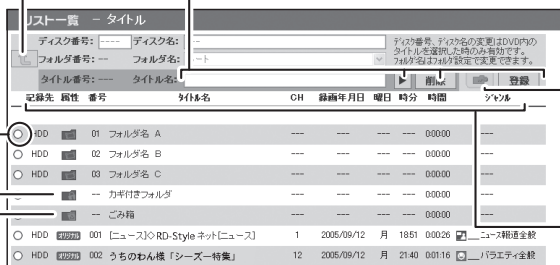 リスト一覧 － タイトル
ディスク番号: ---- ディスク名: --
フォルダ番号: -- フォルダ名: ルート
タイトル番号: --- タイトル名:
ディスク番号、ディスク名の変更はDVD内の
タイトルを選択した時のみ有効です。
フォルダ名はフォルダ設定で変更できます。
▶ 削除 登録
記録先 属性 番号 タイトル名 CH 録画年月日 曜日 時分 時間 ジャンル
HDD 01 フォルダ名 A --- --- --- --- 0:00:00 ---
HDD 02 フォルダ名 B --- --- --- --- 0:00:00 ---
HDD 03 フォルダ名 C --- --- --- --- 0:00:00 ---
-- カギ付きフォルダ --- --- --- --- 0:00:00 ---
-- ごみ箱 --- --- --- --- 0:00:00 ---
HDD オリジナル 001 [ニュース]◇RD-Style ネット[ニュース] 1 2005/09/12 月 18:51 0:00:26 __ニュース報道全般
HDD オリジナル 002 うちのわん様「シーズー特集」 12 2005/09/12 月 21:40 0:01:16 __バラエティ全般